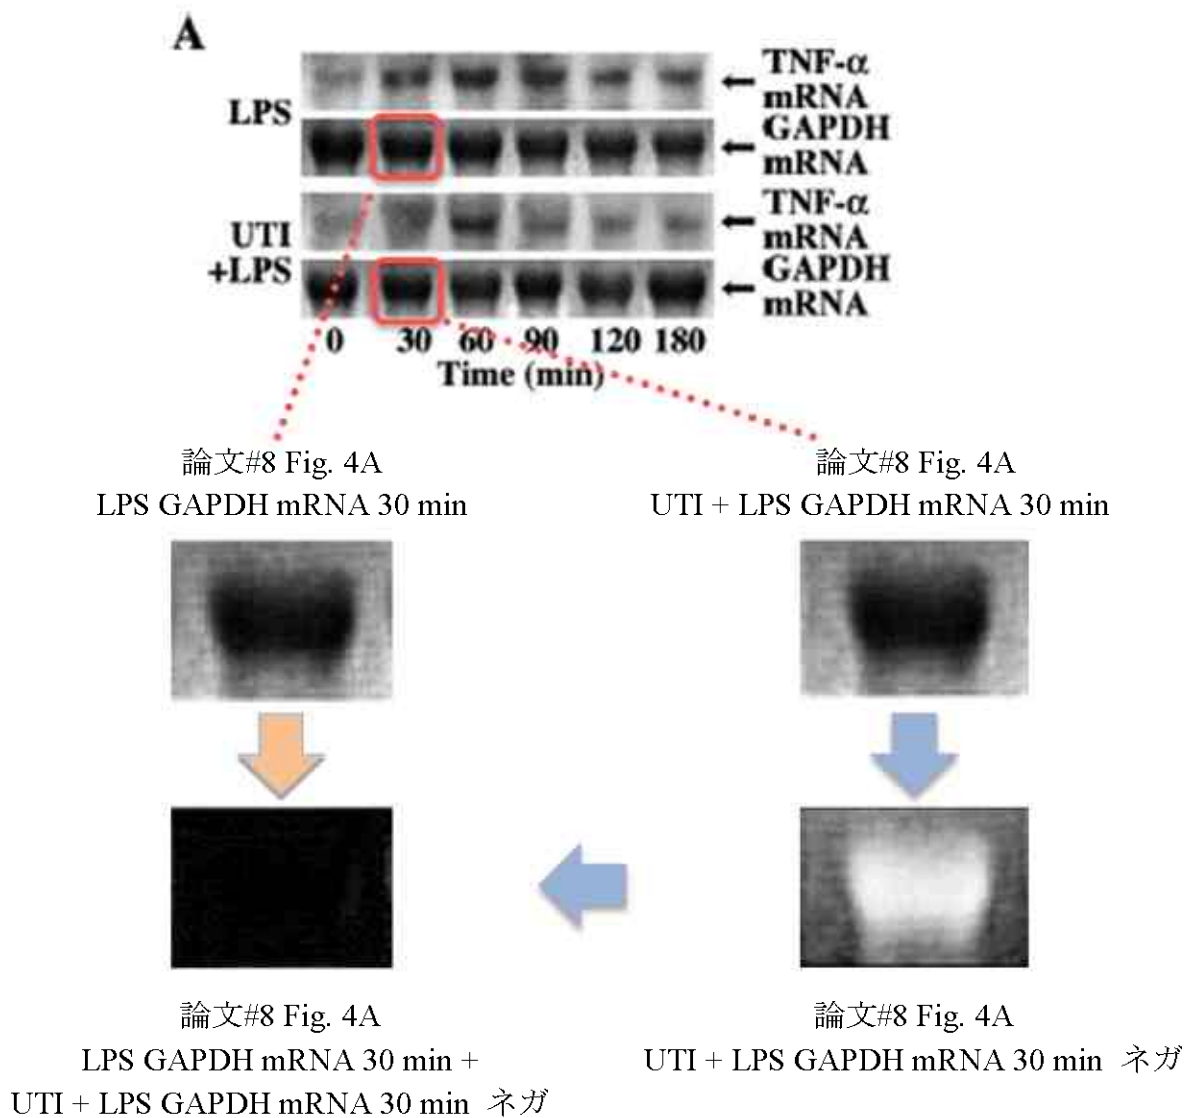 A
TNF-α
mRNA
LPS
GAPDH
mRNA
TNF-α
mRNA
UTI
+LPS
GAPDH
mRNA
0 30 60 90 120 180
Time (min)
論文#8 Fig. 4A
LPS GAPDH mRNA 30 min
論文#8 Fig. 4A
UTI + LPS GAPDH mRNA 30 min
論文#8 Fig. 4A
LPS GAPDH mRNA 30 min +
UTI + LPS GAPDH mRNA 30 min ネガ
論文#8 Fig. 4A
UTI + LPS GAPDH mRNA 30 min ネガ